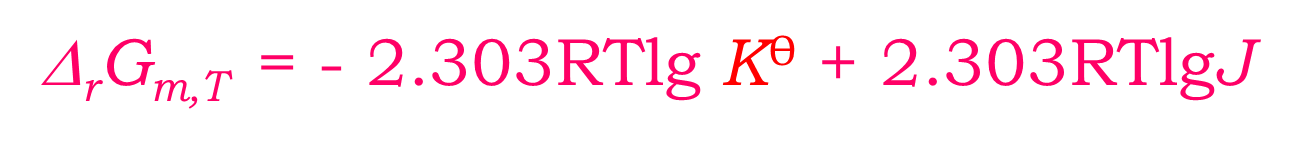 ΔrGm,T = - 2.303RTlg Kθ + 2.303RTlgJ